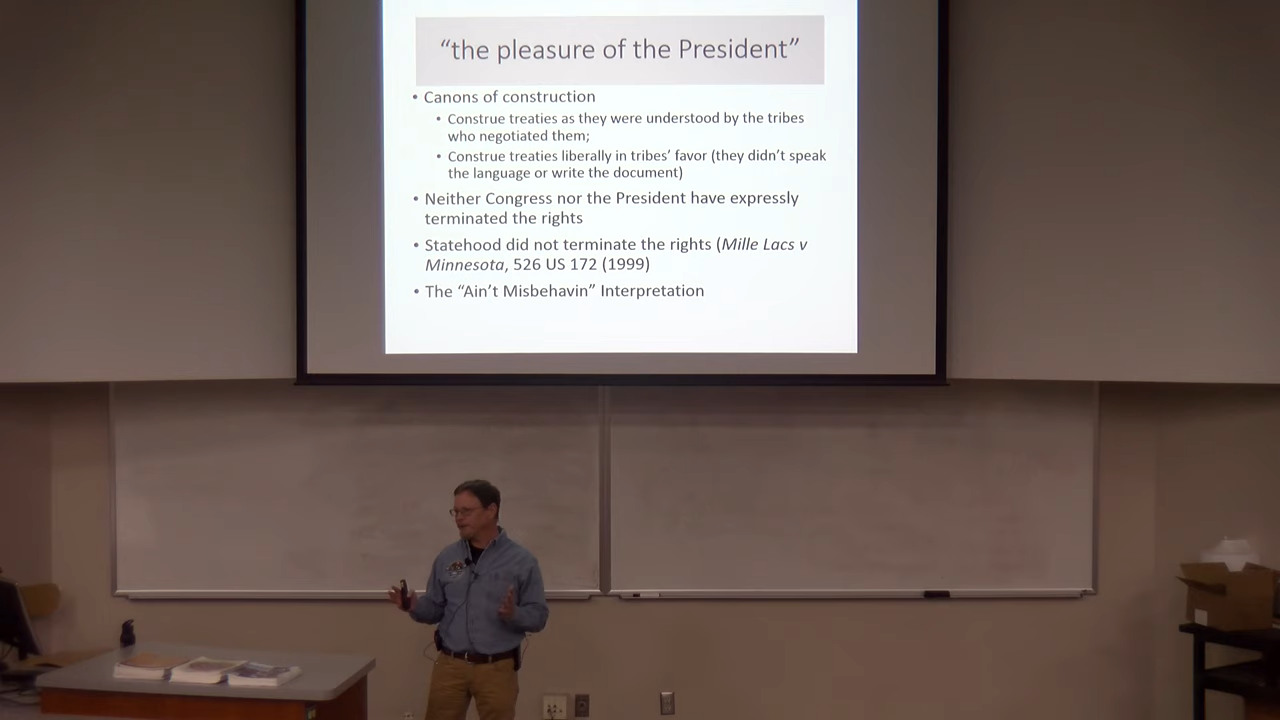 “the pleasure of the President”
• Canons of construction
• Construe treaties as they were understood by the tribes
who negotiated them;
• Construe treaties liberally in tribes’ favor (they didn’t speak
the language or write the document)
• Neither Congress nor the President have expressly
terminated the rights
• Statehood did not terminate the rights (Mille Lacs v
Minnesota, 526 US 172 (1999)
• The “Ain’t Misbehavin” Interpretation